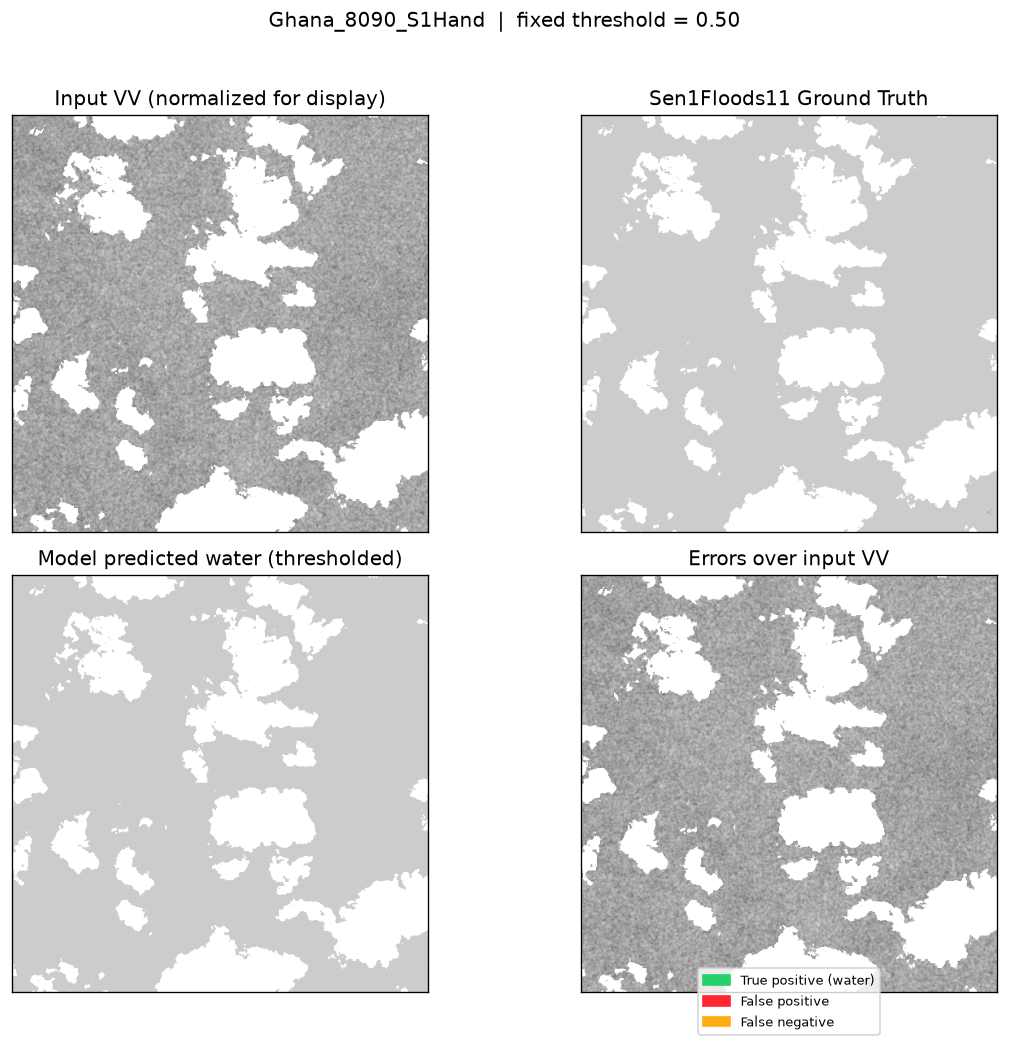 Ghana_8090_S1Hand | fixed threshold = 0.50
Input VV (normalized for display)
Sen1Floods11 Ground Truth
Model predicted water (thresholded)
Errors over input VV
True positive (water)
False positive
False negative